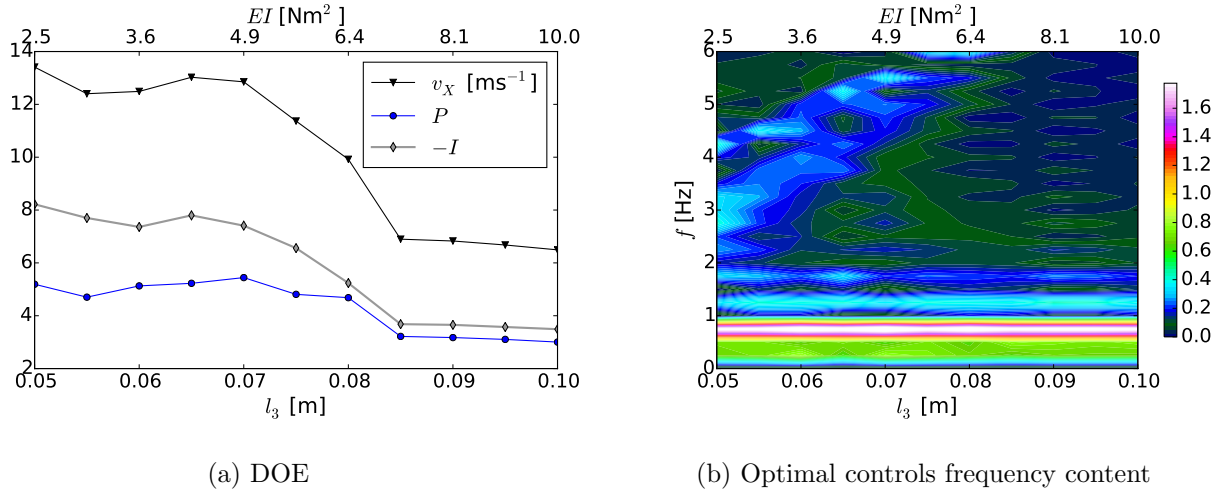 EI [Nm²]
2.5 3.6 4.9 6.4 8.1 10.0
14
12
10
8
6
4
2
v_X [ms⁻¹]
P
−I
0.05 0.06 0.07 0.08 0.09 0.10
l₃ [m]
(a) DOE
EI [Nm²]
2.5 3.6 4.9 6.4 8.1 10.0
6
5
4
3
2
1
0
f [Hz]
0.05 0.06 0.07 0.08 0.09 0.10
l₃ [m]
1.6
1.4
1.2
1.0
0.8
0.6
0.4
0.2
0.0
(b) Optimal controls frequency content